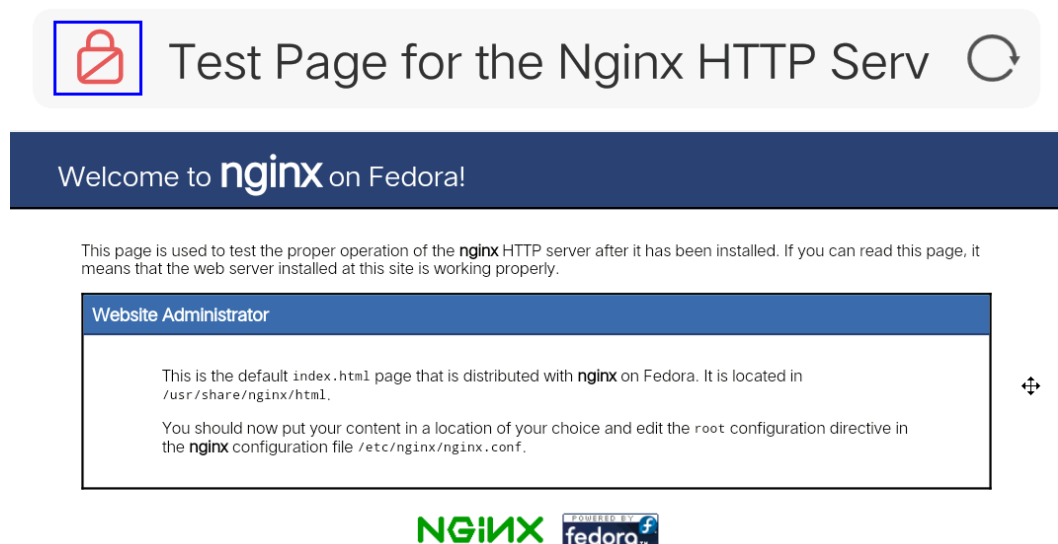 Test Page for the Nginx HTTP Serv
Welcome to nginx on Fedora!
This page is used to test the proper operation of the nginx HTTP server after it has been installed. If you can read this page, it
means that the web server installed at this site is working properly.
Website Administrator
This is the default index.html page that is distributed with nginx on Fedora. It is located in
/usr/share/nginx/html.
You should now put your content in a location of your choice and edit the root configuration directive in
the nginx configuration file /etc/nginx/nginx.conf.
NGINX
POWERED BY
fedora